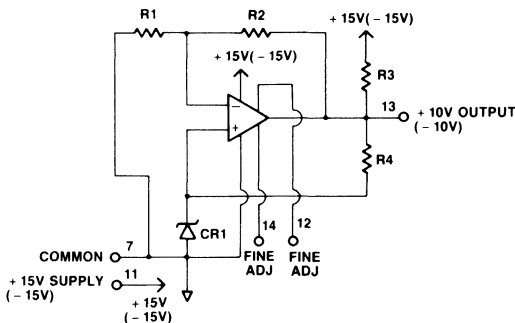 R1
R2
+ 15V( - 15V)
+ 15V( - 15V)
R3
-
+
13
+ 10V OUTPUT
( - 10V)
R4
7
COMMON
CR1
14
12
FINE
ADJ
FINE
ADJ
11
+ 15V SUPPLY
( - 15V)
+ 15V
( - 15V)